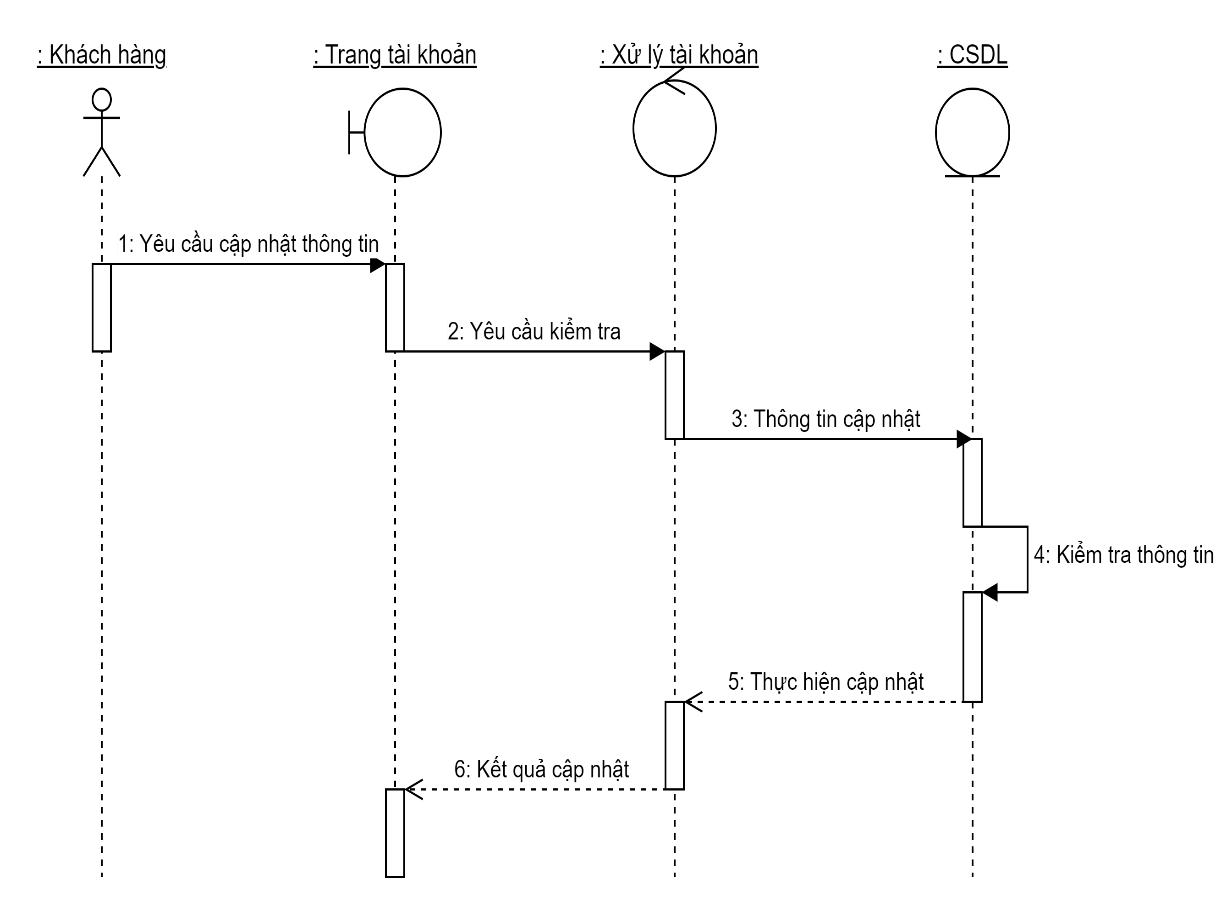 : Khách hàng
: Trang tài khoản
: Xử lý tài khoản
: CSDL
1: Yêu cầu cập nhật thông tin
2: Yêu cầu kiểm tra
3: Thông tin cập nhật
4: Kiểm tra thông tin
5: Thực hiện cập nhật
6: Kết quả cập nhật